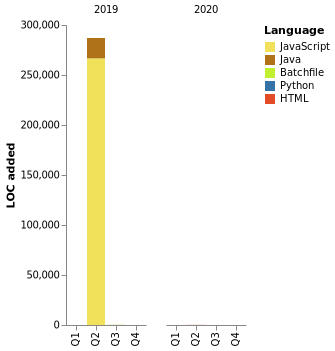 2019 2020
Language
JavaScript
Java
Batchfile
Python
HTML
LOC added
300,000
250,000
200,000
150,000
100,000
50,000
0
Q1 Q2 Q3 Q4 Q1 Q2 Q3 Q4